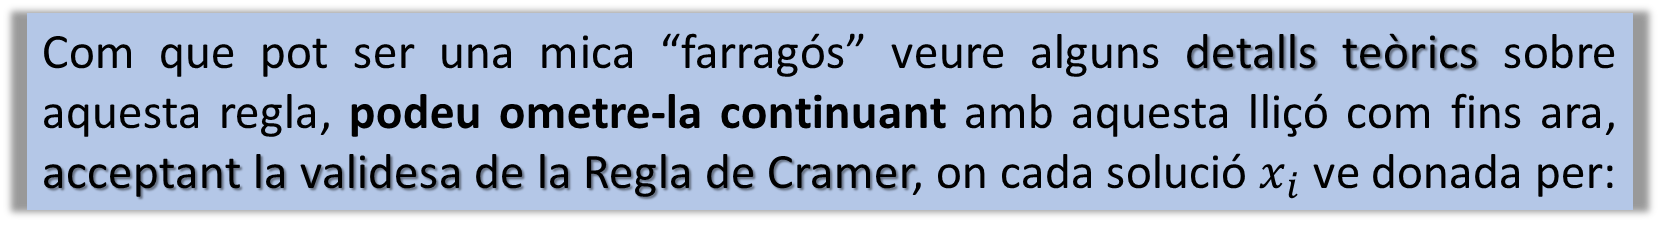 Com que pot ser una mica “farragós” veure alguns detalls teòrics sobre
aquesta regla, podeu ometre-la continuant amb aquesta lliçó com fins ara,
acceptant la validesa de la Regla de Cramer, on cada solució 𝑥ᵢ ve donada per: